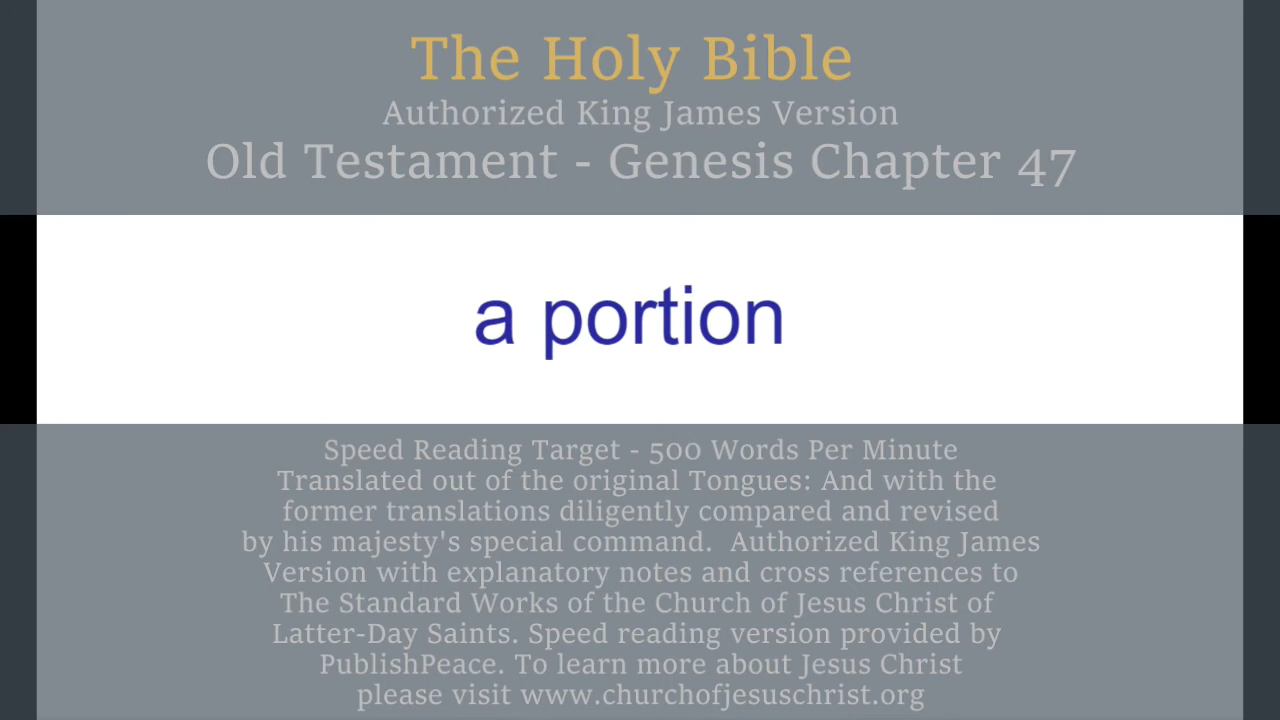 The Holy Bible
Authorized King James Version
Old Testament - Genesis Chapter 47
a portion
Speed Reading Target - 500 Words Per Minute
Translated out of the original Tongues: And with the
former translations diligently compared and revised
by his majesty's special command.  Authorized King James
Version with explanatory notes and cross references to
The Standard Works of the Church of Jesus Christ of
Latter-Day Saints. Speed reading version provided by
PublishPeace. To learn more about Jesus Christ
please visit www.churchofjesuschrist.org